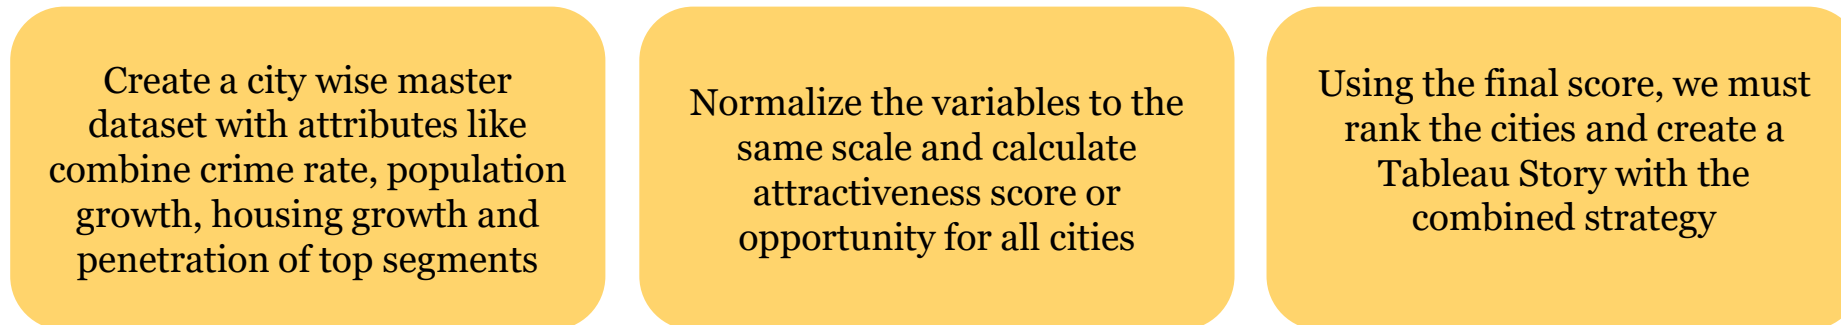 Create a city wise master
dataset with attributes like
combine crime rate, population
growth, housing growth and
penetration of top segments
Normalize the variables to the
same scale and calculate
attractiveness score or
opportunity for all cities
Using the final score, we must
rank the cities and create a
Tableau Story with the
combined strategy